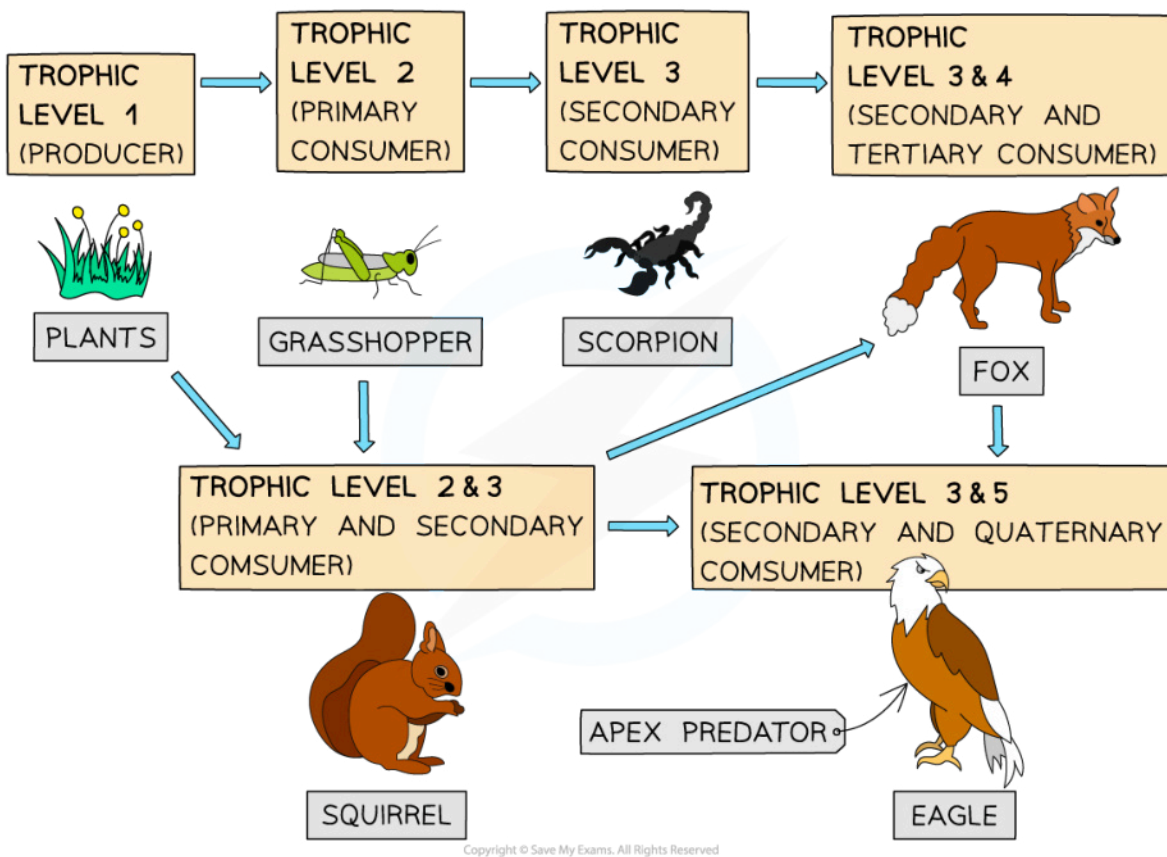 TROPHIC
LEVEL 1
(PRODUCER)
TROPHIC
LEVEL 2
(PRIMARY
CONSUMER)
TROPHIC
LEVEL 3
(SECONDARY
CONSUMER)
TROPHIC
LEVEL 3 & 4
(SECONDARY AND
TERTIARY CONSUMER)
PLANTS
GRASSHOPPER
SCORPION
FOX
TROPHIC LEVEL 2 & 3
(PRIMARY AND SECONDARY
COMSUMER)
TROPHIC LEVEL 3 & 5
(SECONDARY AND QUATERNARY
COMSUMER)
APEX PREDATOR
SQUIRREL
EAGLE
Copyright © Save My Exams. All Rights Reserved